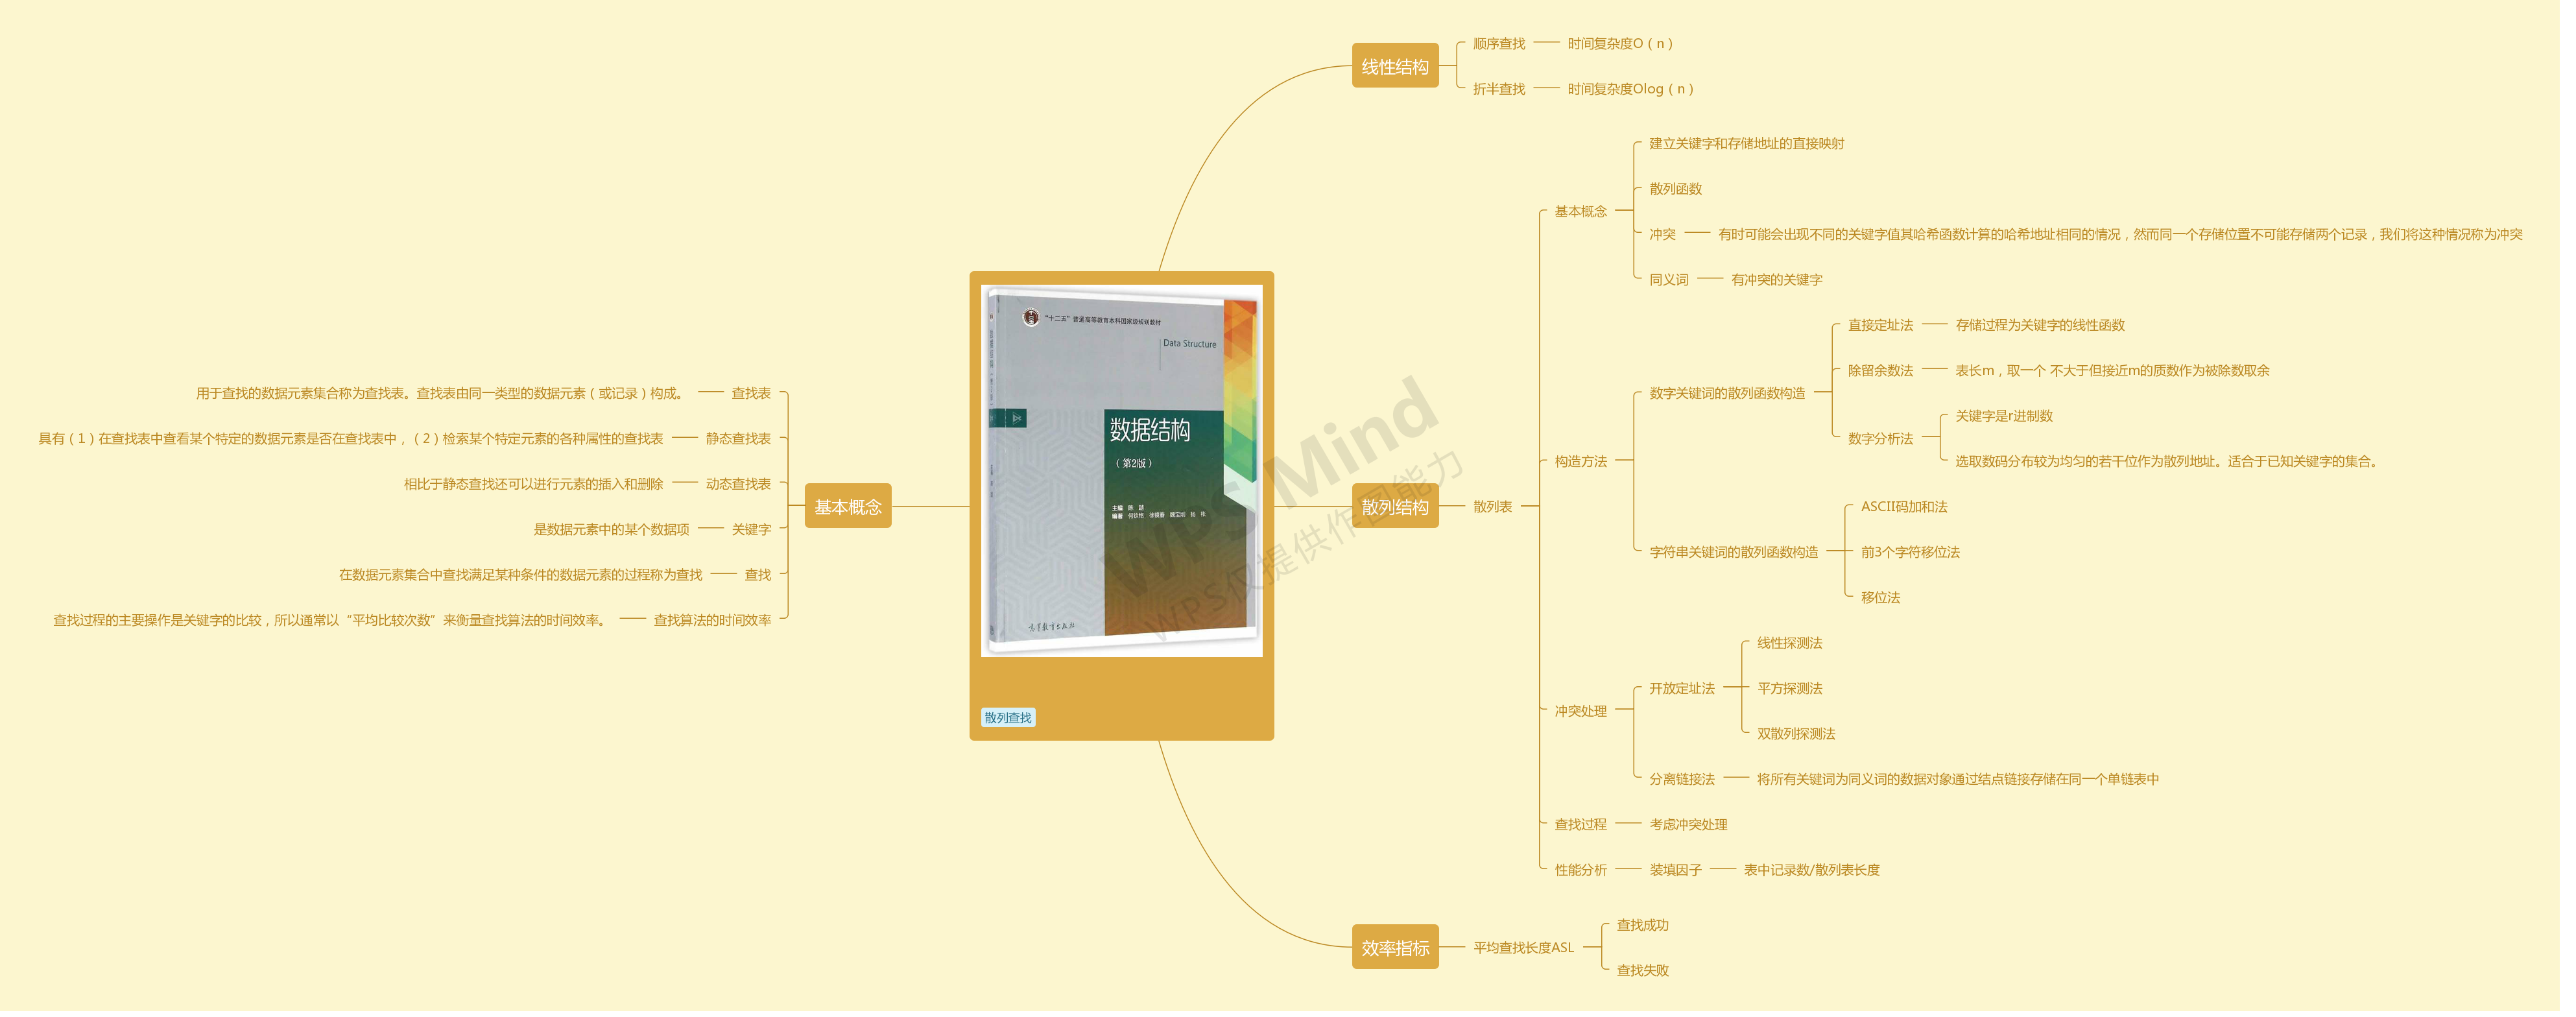 线性结构
顺序查找
时间复杂度O（n）
折半查找
时间复杂度Olog（n）
散列结构
散列表
基本概念
建立关键字和存储地址的直接映射
散列函数
冲突
有时可能会出现不同的关键字值其哈希函数计算的哈希地址相同的情况，然而同一个存储位置不可能存储两个记录，我们将这种情况称为冲突
同义词
有冲突的关键字
构造方法
数字关键词的散列函数构造
直接定址法
存储过程为关键字的线性函数
除留余数法
表长m，取一个 不大于但接近m的质数作为被除数取余
数字分析法
关键字是r进制数
选取数码分布较为均匀的若干位作为散列地址。适合于已知关键字的集合。
字符串关键词的散列函数构造
ASCII码加和法
前3个字符移位法
移位法
冲突处理
开放定址法
线性探测法
平方探测法
双散列探测法
分离链接法
将所有关键词为同义词的数据对象通过结点链接存储在同一个单链表中
查找过程
考虑冲突处理
性能分析
装填因子
表中记录数/散列表长度
效率指标
平均查找长度ASL
查找成功
查找失败
基本概念
查找表
用于查找的数据元素集合称为查找表。查找表由同一类型的数据元素（或记录）构成。
静态查找表
具有（1）在查找表中查看某个特定的数据元素是否在查找表中，（2）检索某个特定元素的各种属性的查找表
动态查找表
相比于静态查找还可以进行元素的插入和删除
关键字
是数据元素中的某个数据项
查找
在数据元素集合中查找满足某种条件的数据元素的过程称为查找
查找算法的时间效率
查找过程的主要操作是关键字的比较，所以通常以“平均比较次数”来衡量查找算法的时间效率。
“十二五”普通高等教育本科国家级规划教材
Data Structure
数据结构
（第2版）
主编 陈 越
编著 何钦铭 徐镜春 魏宝刚 杨 枨
高等教育出版社
散列查找
WPS Mind
WPS仅提供作图能力